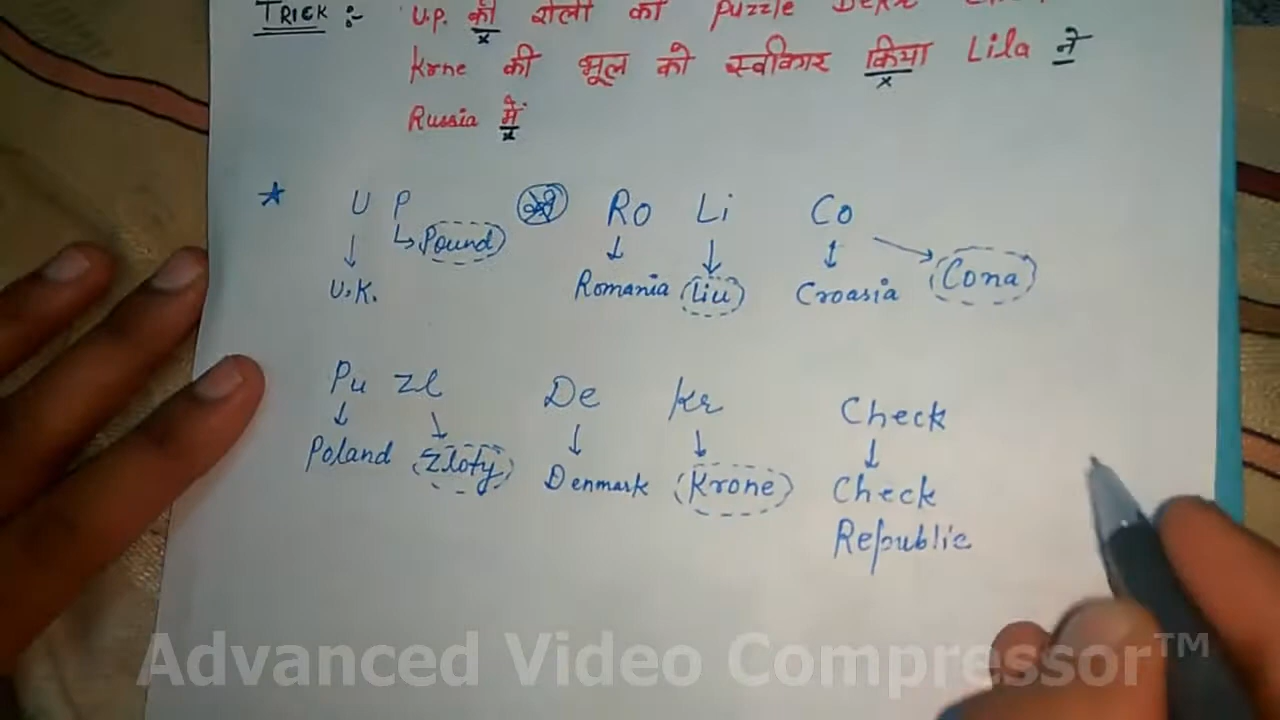 TRICK :- U.P. की रोली को Puzzle
Krne की भूल को स्वीकार किया Lila ने
Russia में
★ U P Ro Li Co
Pound
U.K. Romania Liu Croasia Cona
Pu Zl De Kr Check
Poland Zloty Denmark Krone Check
Republic
Advanced Video Compressor™